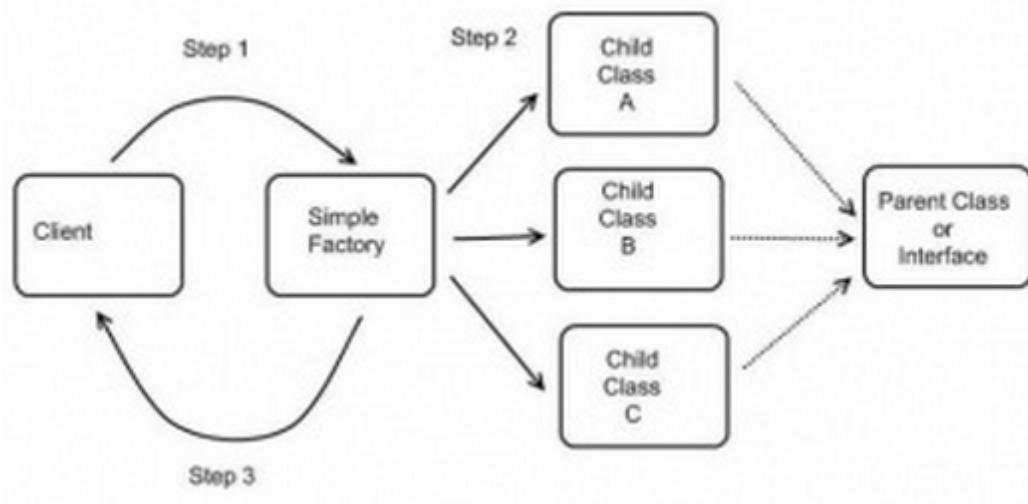 Step 1
Step 2
Child
Class
A
Client
Simple
Factory
Child
Class
B
Parent Class
or
Interface
Child
Class
C
Step 3